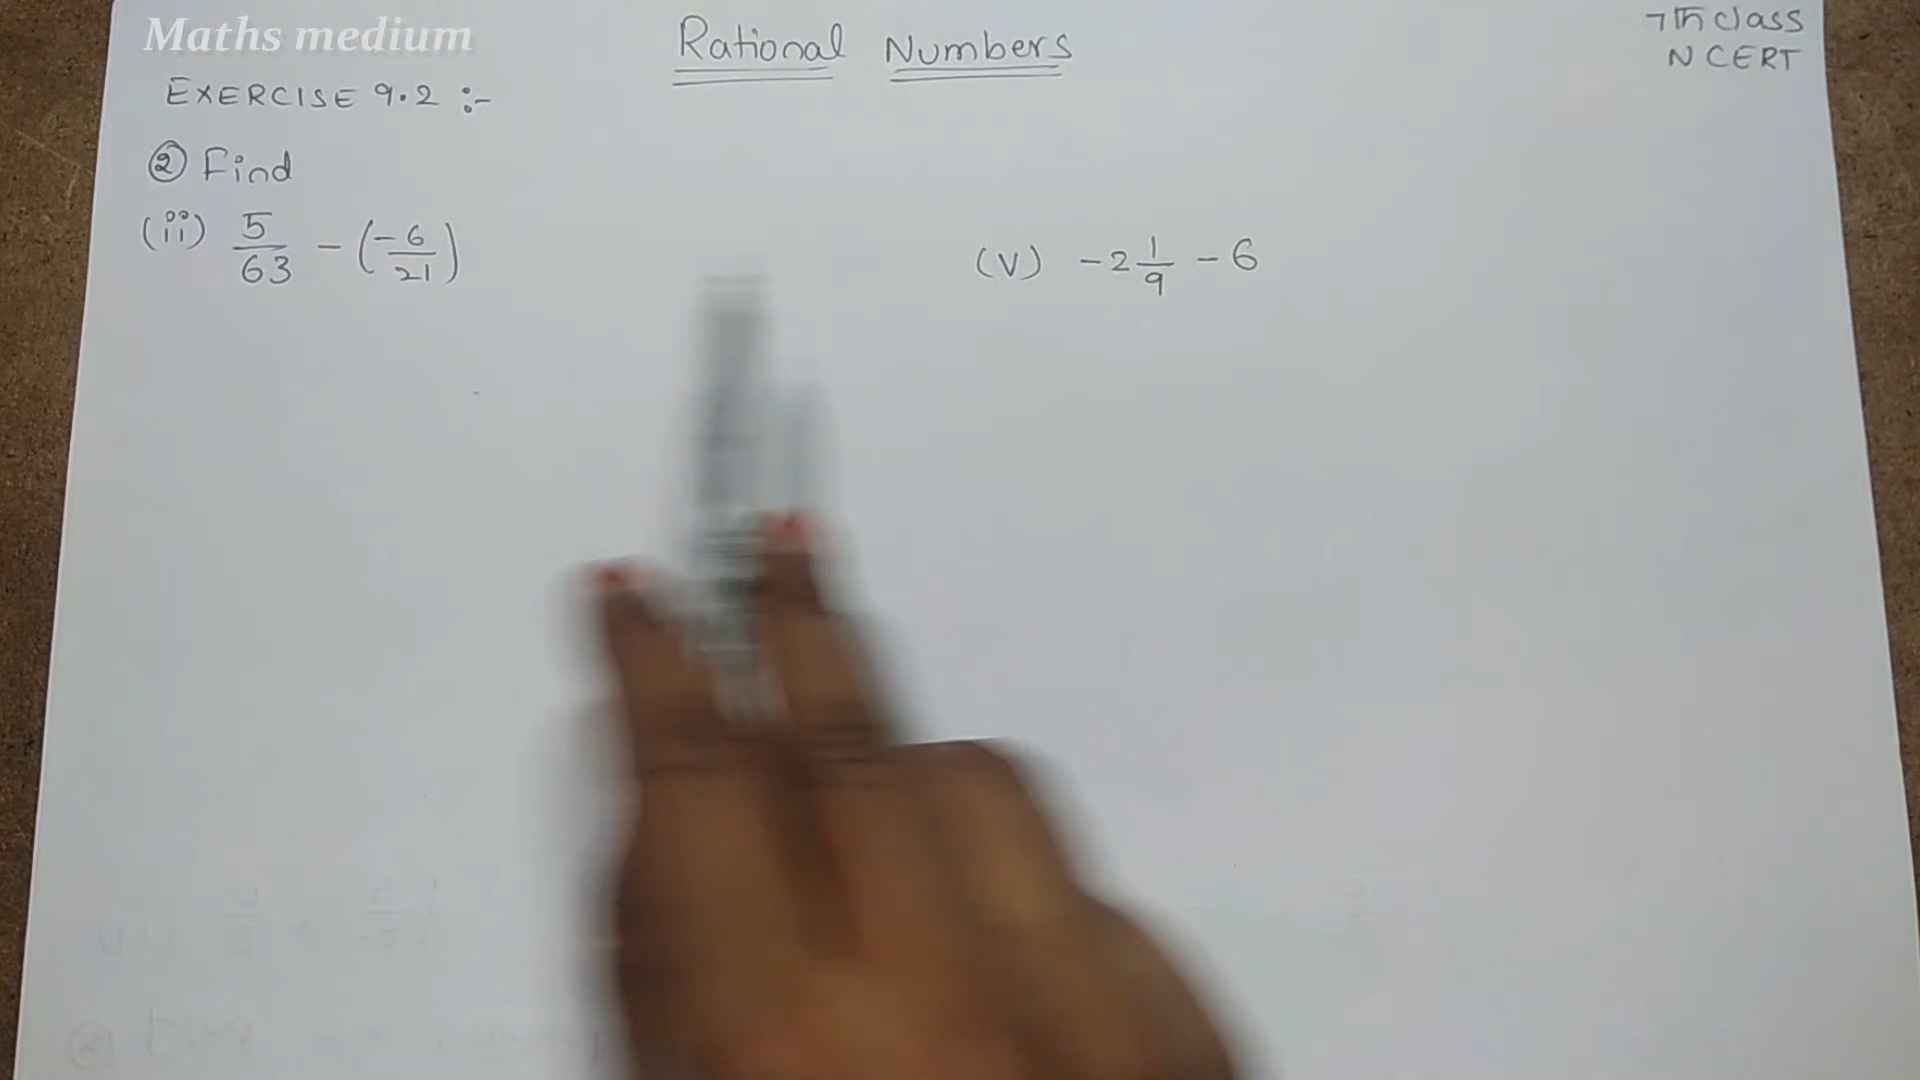 Maths medium
Rational Numbers
7th class
NCERT
EXERCISE 9.2 :-
② Find
(ii) 5/63 - (-6/21)
(V) -2 1/9 - 6